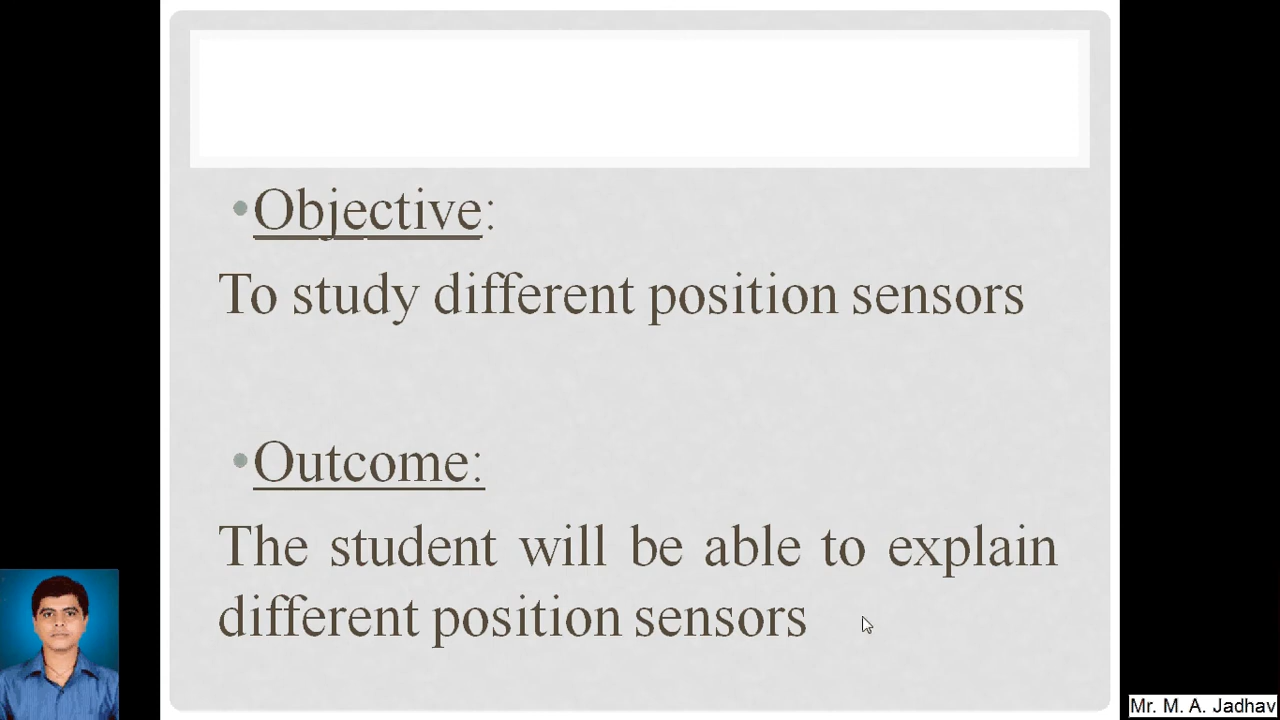 •Objective:
To study different position sensors
•Outcome:
The student will be able to explain
different position sensors
Mr. M. A. Jadhav